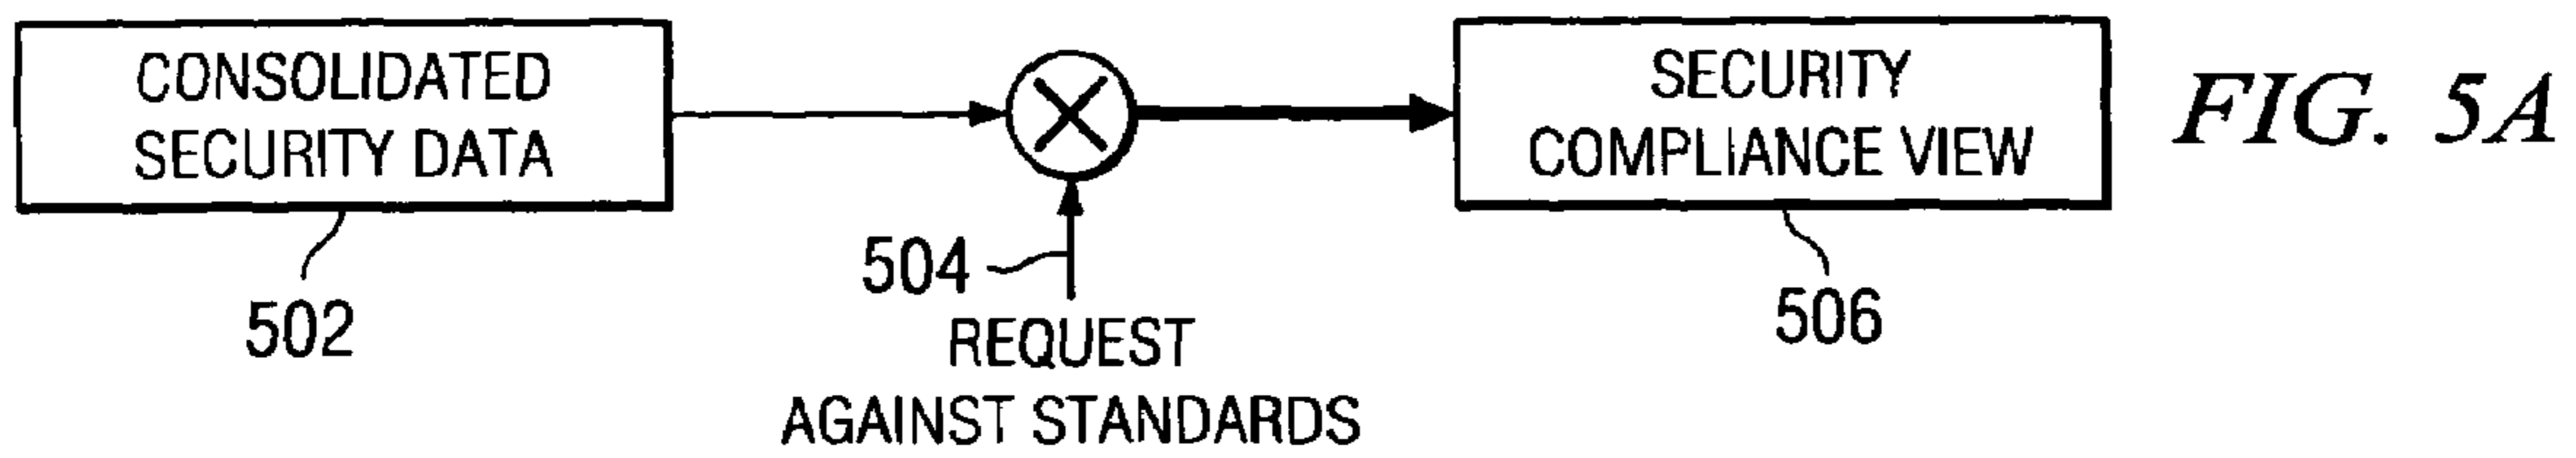 CONSOLIDATED
SECURITY DATA
502
504
REQUEST
AGAINST STANDARDS
SECURITY
COMPLIANCE VIEW
506
FIG. 5A